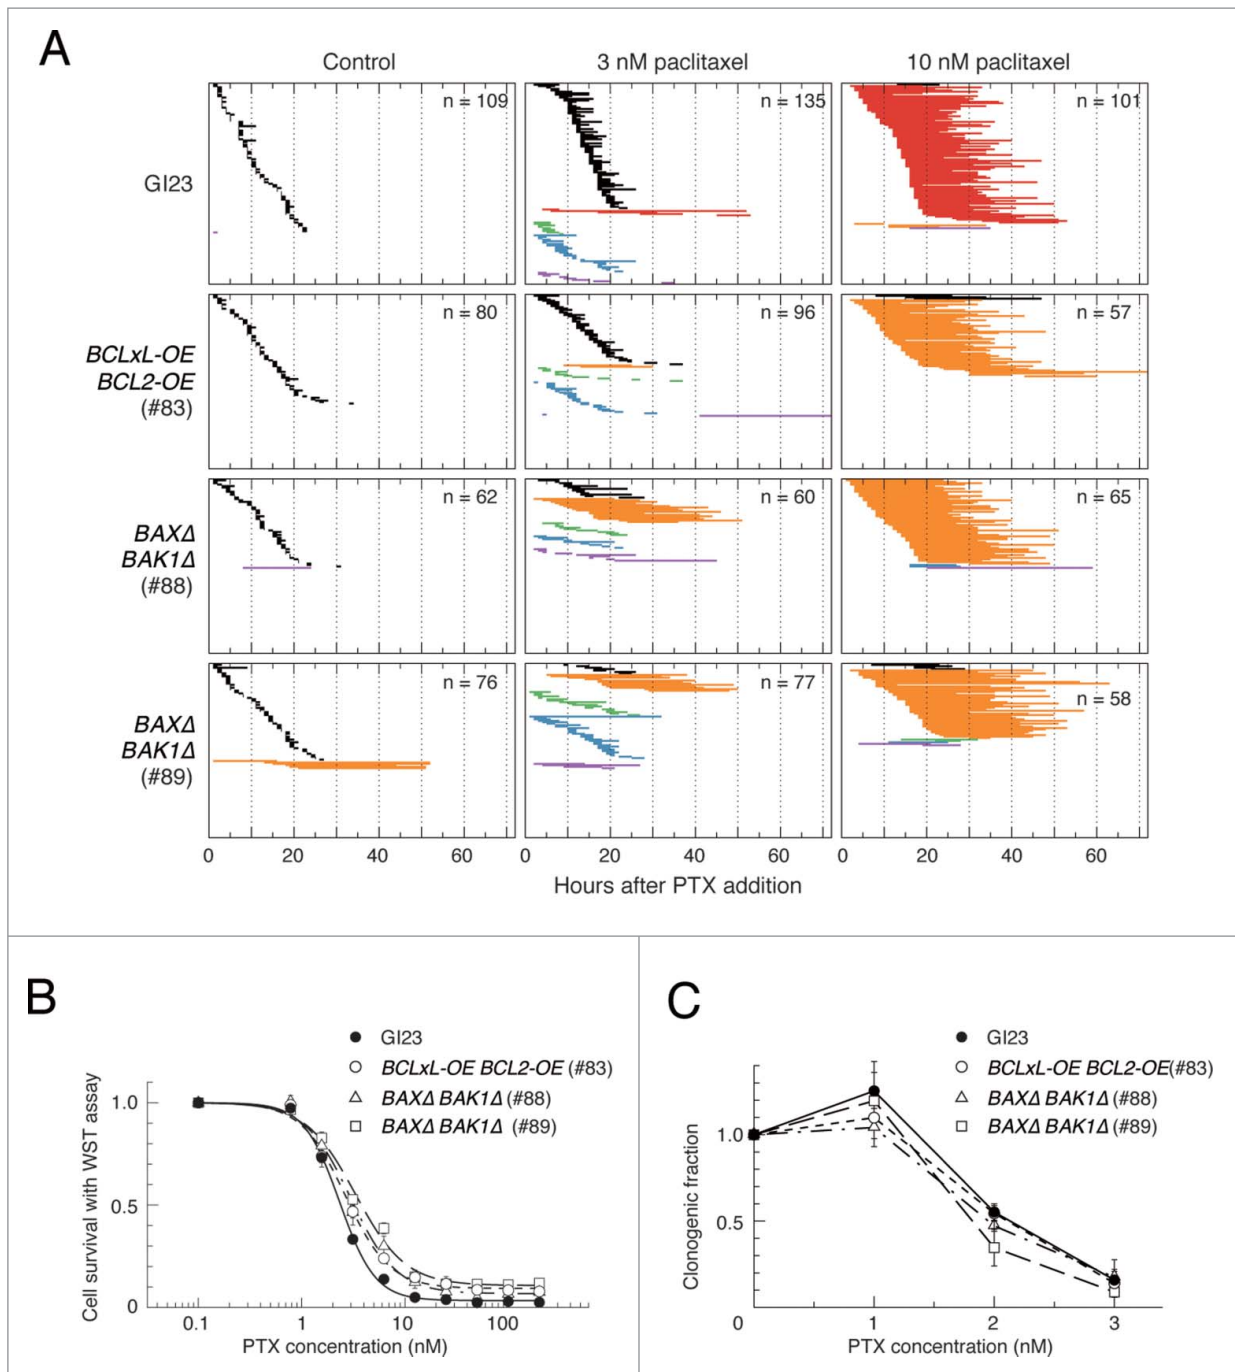 A
Control
3 nM paclitaxel
10 nM paclitaxel
GI23
n = 109
n = 135
n = 101
BCLxL-OE
BCL2-OE
(#83)
n = 80
n = 96
n = 57
BAXΔ
BAK1Δ
(#88)
n = 62
n = 60
n = 65
BAXΔ
BAK1Δ
(#89)
n = 76
n = 77
n = 58
0 20 40 60 0 20 40 60 0 20 40 60
Hours after PTX addition
B
GI23
BCLxL-OE BCL2-OE (#83)
BAXΔ BAK1Δ (#88)
BAXΔ BAK1Δ (#89)
Cell survival with WST assay
1.0
0.5
0
0.1 1 10 100
PTX concentration (nM)
C
GI23
BCLxL-OE BCL2-OE(#83)
BAXΔ BAK1Δ (#88)
BAXΔ BAK1Δ (#89)
Clonogenic fraction
1.0
0.5
0 1 2 3
PTX concentration (nM)